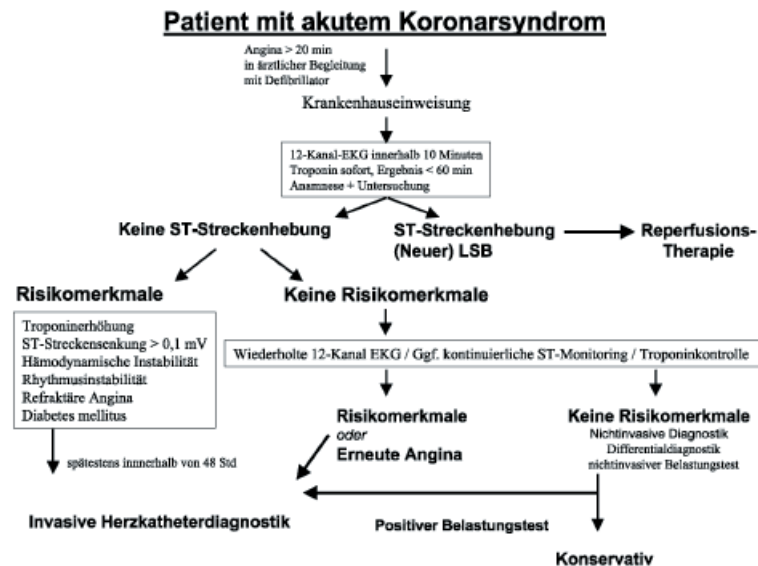 Patient mit akutem Koronarsyndrom
Angina > 20 min
in ärztlicher Begleitung
mit Defibrillator
Krankenhauseinweisung
12-Kanal-EKG innerhalb 10 Minuten
Troponin sofort, Ergebnis < 60 min
Anamnese + Untersuchung
Keine ST-Streckenhebung
ST-Streckenhebung
(Neuer) LSB
Reperfusions-
Therapie
Risikomerkmale
Keine Risikomerkmale
Troponinerhöhung
ST-Streckensenkung > 0,1 mV
Hämodynamische Instabilität
Rhythmusinstabilität
Refraktäre Angina
Diabetes mellitus
Wiederholte 12-Kanal EKG / Ggf. kontinuierliche ST-Monitoring / Troponinkontrolle
Risikomerkmale
oder
Erneute Angina
Keine Risikomerkmale
Nichtinvasive Diagnostik
Differentialdiagnostik
nichtinvasiver Belastungstest
spätestens innnerhalb von 48 Std
Invasive Herzkatheterdiagnostik
Positiver Belastungstest
Konservativ